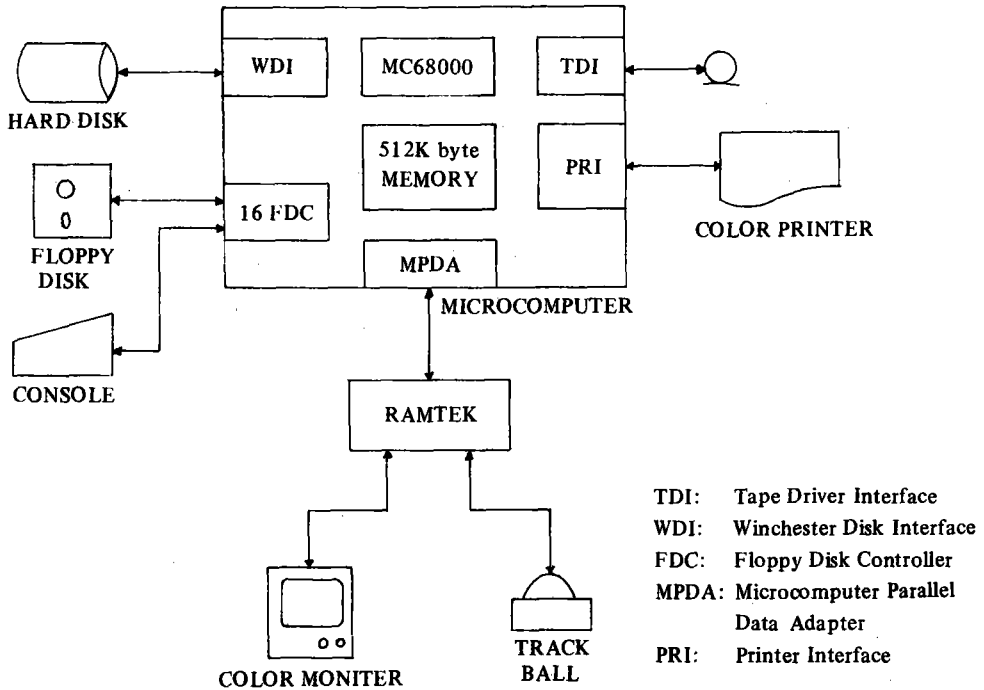 WDI
MC68000
TDI
HARD DISK
512K byte
MEMORY
PRI
16 FDC
COLOR PRINTER
FLOPPY
DISK
MPDA
MICROCOMPUTER
CONSOLE
RAMTEK
COLOR MONITER
TRACK
BALL
TDI: Tape Driver Interface
WDI: Winchester Disk Interface
FDC: Floppy Disk Controller
MPDA: Microcomputer Parallel
Data Adapter
PRI: Printer Interface